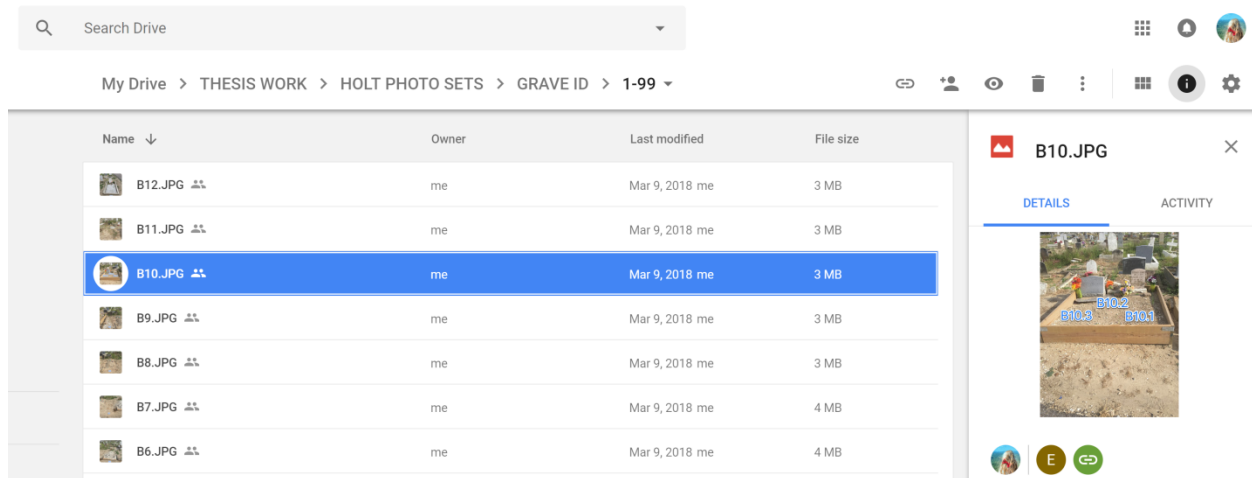 Search Drive
My Drive > THESIS WORK > HOLT PHOTO SETS > GRAVE ID > 1-99
Name Owner Last modified File size
B12.JPG me Mar 9, 2018 me 3 MB
B11.JPG me Mar 9, 2018 me 3 MB
B10.JPG me Mar 9, 2018 me 3 MB
B9.JPG me Mar 9, 2018 me 3 MB
B8.JPG me Mar 9, 2018 me 3 MB
B7.JPG me Mar 9, 2018 me 4 MB
B6.JPG me Mar 9, 2018 me 4 MB
B10.JPG
DETAILS ACTIVITY
B10.2
B10.3 B10.1
E